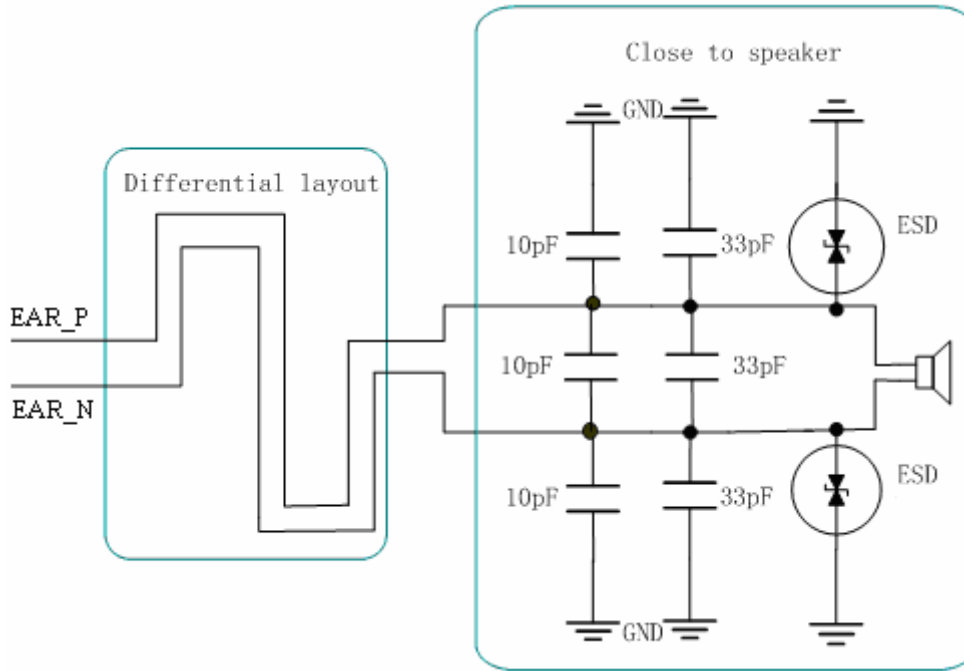 Close to speaker
GND
Differential layout
10pF
33pF
ESD
EAR_P
10pF
33pF
EAR_N
10pF
33pF
ESD
GND